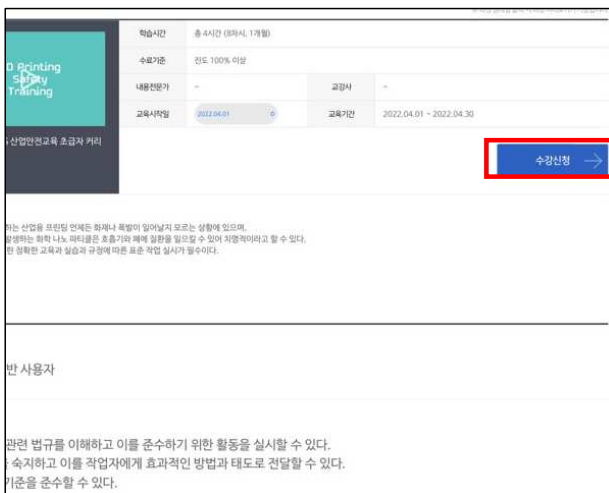 학습시간 총 4시간 (8차시, 1개월)
수료기준 진도 100% 이상
내용전문가 - 교강사 -
교육시작일 2022.04.01 교육기간 2022.04.01 ~ 2022.04.30
D Printing
Safety
Training
산업안전교육 초급자 커리
수강신청
하는 산업용 프린팅 언제든 화재나 폭발이 일어날지 모르는 상황에 있으며,
발생하는 화학 나노 파티클은 호흡기와 폐에 질환을 일으킬 수 있어 치명적이라고 할 수 있다.
한 정확한 교육과 실습과 규정에 따른 표준 작업 실시가 필수이다.
반 사용자
관련 법규를 이해하고 이를 준수하기 위한 활동을 실시할 수 있다.
숙지하고 이를 작업자에게 효과적인 방법과 태도로 전달할 수 있다.
기준을 준수할 수 있다.